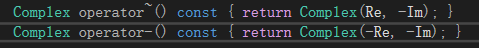 Complex operator~() const { return Complex(Re, -Im); }
Complex operator-() const { return Complex(-Re, -Im); }